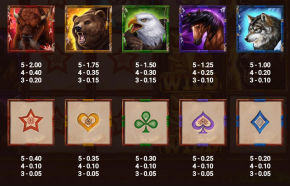 5 - 2.00 5 - 1.75 5 - 1.50 5 - 1.25 5 - 1.00
4 - 0.40 4 - 0.35 4 - 0.30 4 - 0.25 4 - 0.20
3 - 0.20 3 - 0.15 3 - 0.15 3 - 0.10 3 - 0.10
5 - 0.40 5 - 0.35 5 - 0.30 5 - 0.25 5 - 0.20
4 - 0.10 4 - 0.10 4 - 0.10 4 - 0.10 4 - 0.10
3 - 0.05 3 - 0.05 3 - 0.05 3 - 0.05 3 - 0.05